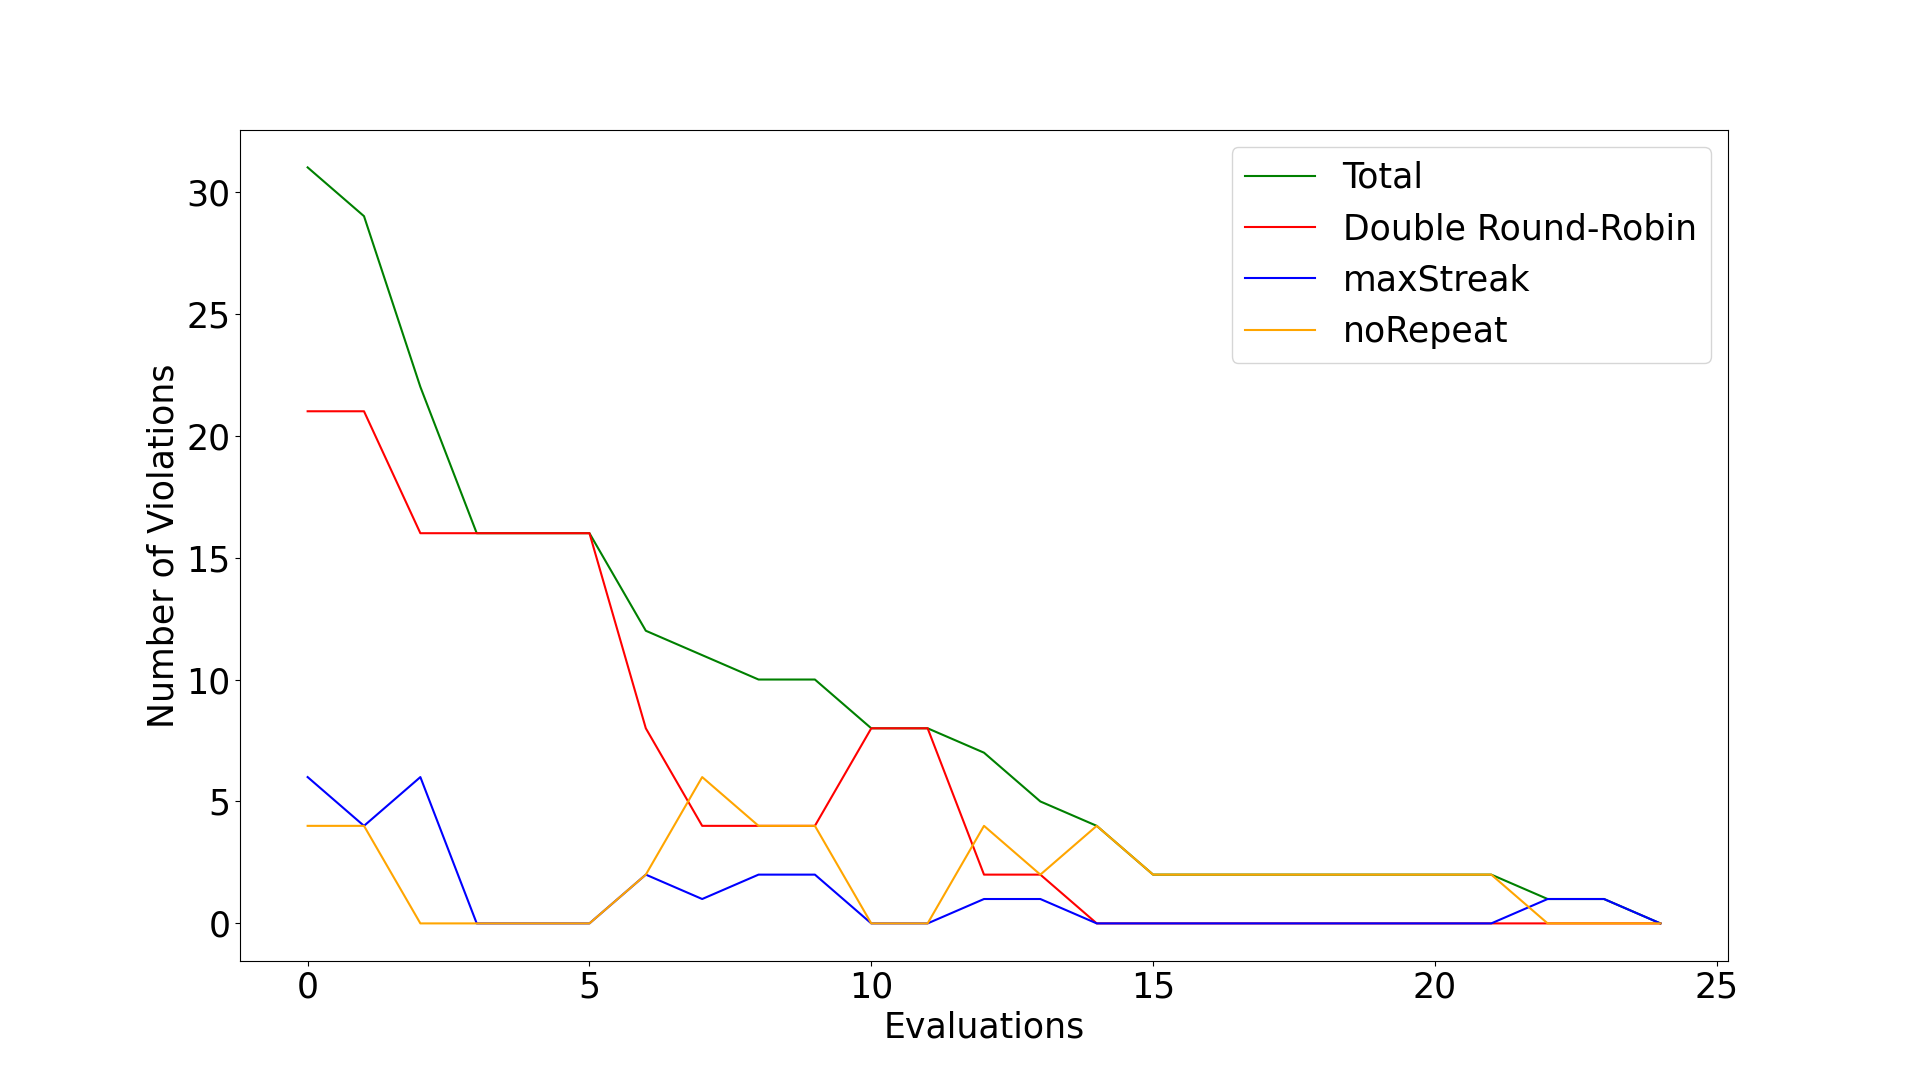 Total
Double Round-Robin
maxStreak
noRepeat
Number of Violations
30
25
20
15
10
5
0
0 5 10 15 20 25
Evaluations